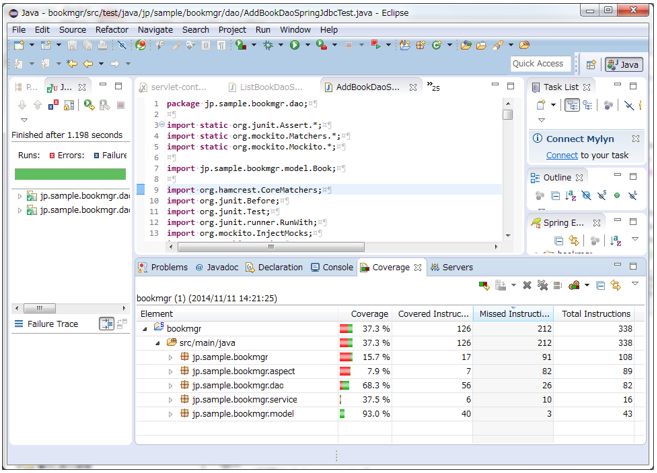 Java - bookmgr/src/test/java/jp/sample/bookmgr/dao/AddBookDaoSpringJdbcTest.java - Eclipse
File Edit Source Refactor Navigate Search Project Run Window Help
Quick Access
Java
P...
J...
Finished after 1.198 seconds
Runs: Errors: Failure
jp.sample.bookmgr.dao
jp.sample.bookmgr.dao
Failure Trace
servlet-cont...
ListBookDaoS...
AddBookDaoS...
»25
1 package jp.sample.bookmgr.dao;
2
3 import static org.junit.Assert.*;
4 import static org.mockito.Matchers.*;
5 import static org.mockito.Mockito.*;
6
7 import jp.sample.bookmgr.model.Book;
8
9 import org.hamcrest.CoreMatchers;
10 import org.junit.Before;
11 import org.junit.Test;
12 import org.junit.runner.RunWith;
13 import org.mockito.InjectMocks;
Task List
Connect Mylyn
Connect to your task
Outline
Spring E...
Problems @ Javadoc Declaration Console Coverage Servers
bookmgr (1) (2014/11/11 14:21:25)
Element Coverage Covered Instruc... Missed Instructi... Total Instructions
bookmgr 37.3 % 126 212 338
src/main/java 37.3 % 126 212 338
jp.sample.bookmgr 15.7 % 17 91 108
jp.sample.bookmgr.aspect 7.9 % 7 82 89
jp.sample.bookmgr.dao 68.3 % 56 26 82
jp.sample.bookmgr.service 37.5 % 6 10 16
jp.sample.bookmgr.model 93.0 % 40 3 43